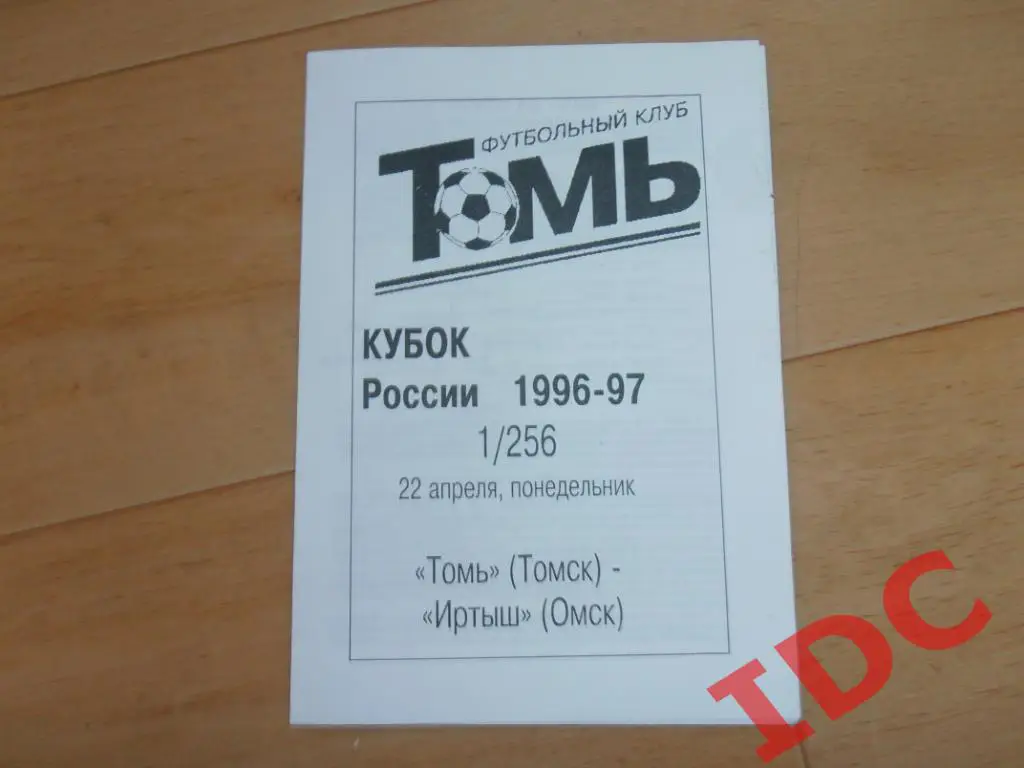 ФУТБОЛЬНЫЙ КЛУБ
ТОМЬ
КУБОК
России 1996-97
1/256
22 апреля, понедельник
«Томь» (Томск) -
«Иртыш» (Омск)
IDC